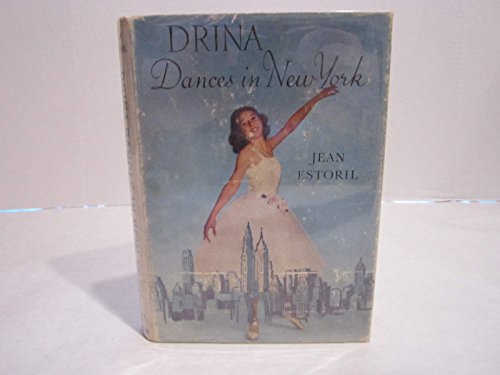 DRINA
Dances in New York
JEAN
ESTORIL